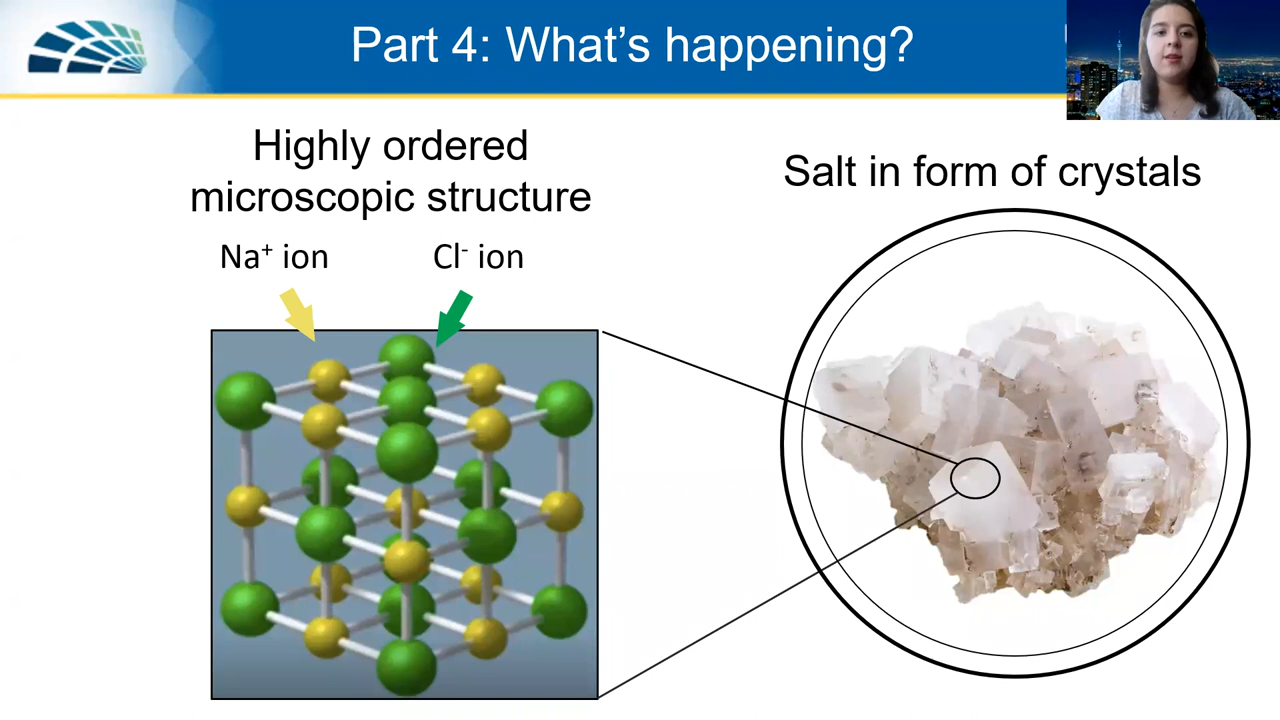 Part 4: What's happening?
Highly ordered
microscopic structure
Na⁺ ion
Cl⁻ ion
Salt in form of crystals